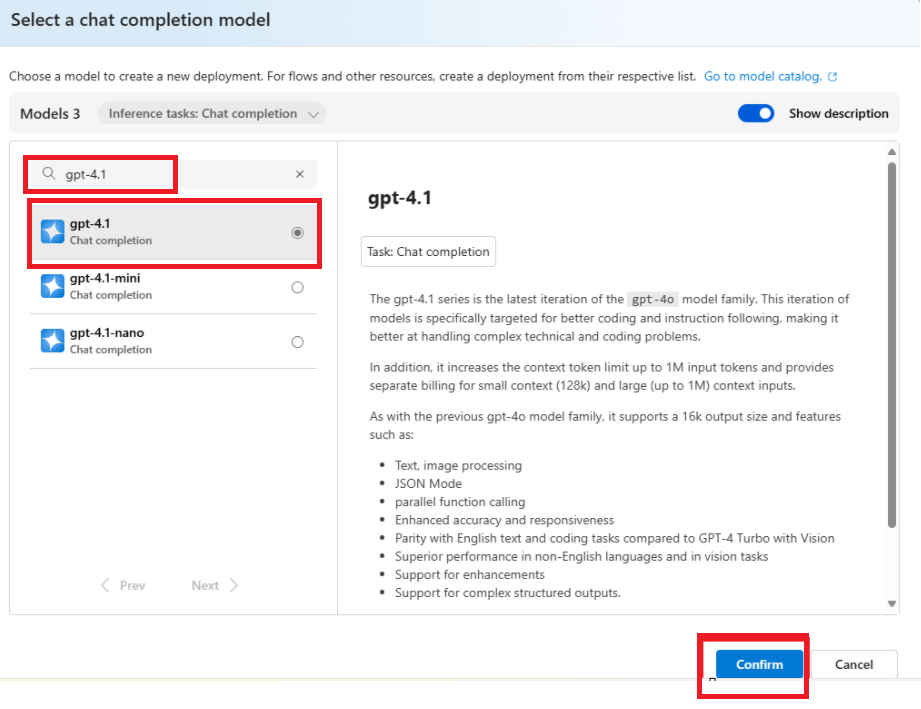 Select a chat completion model
Choose a model to create a new deployment. For flows and other resources, create a deployment from their respective list. Go to model catalog.
Models 3 Inference tasks: Chat completion Show description
gpt-4.1
gpt-4.1
Chat completion
gpt-4.1-mini
Chat completion
gpt-4.1-nano
Chat completion
Prev Next
gpt-4.1
Task: Chat completion
The gpt-4.1 series is the latest iteration of the gpt-4o model family. This iteration of
models is specifically targeted for better coding and instruction following, making it
better at handling complex technical and coding problems.
In addition, it increases the context token limit up to 1M input tokens and provides
separate billing for small context (128k) and large (up to 1M) context inputs.
As with the previous gpt-4o model family, it supports a 16k output size and features
such as:
• Text, image processing
• JSON Mode
• parallel function calling
• Enhanced accuracy and responsiveness
• Parity with English text and coding tasks compared to GPT-4 Turbo with Vision
• Superior performance in non-English languages and in vision tasks
• Support for enhancements
• Support for complex structured outputs.
Confirm Cancel